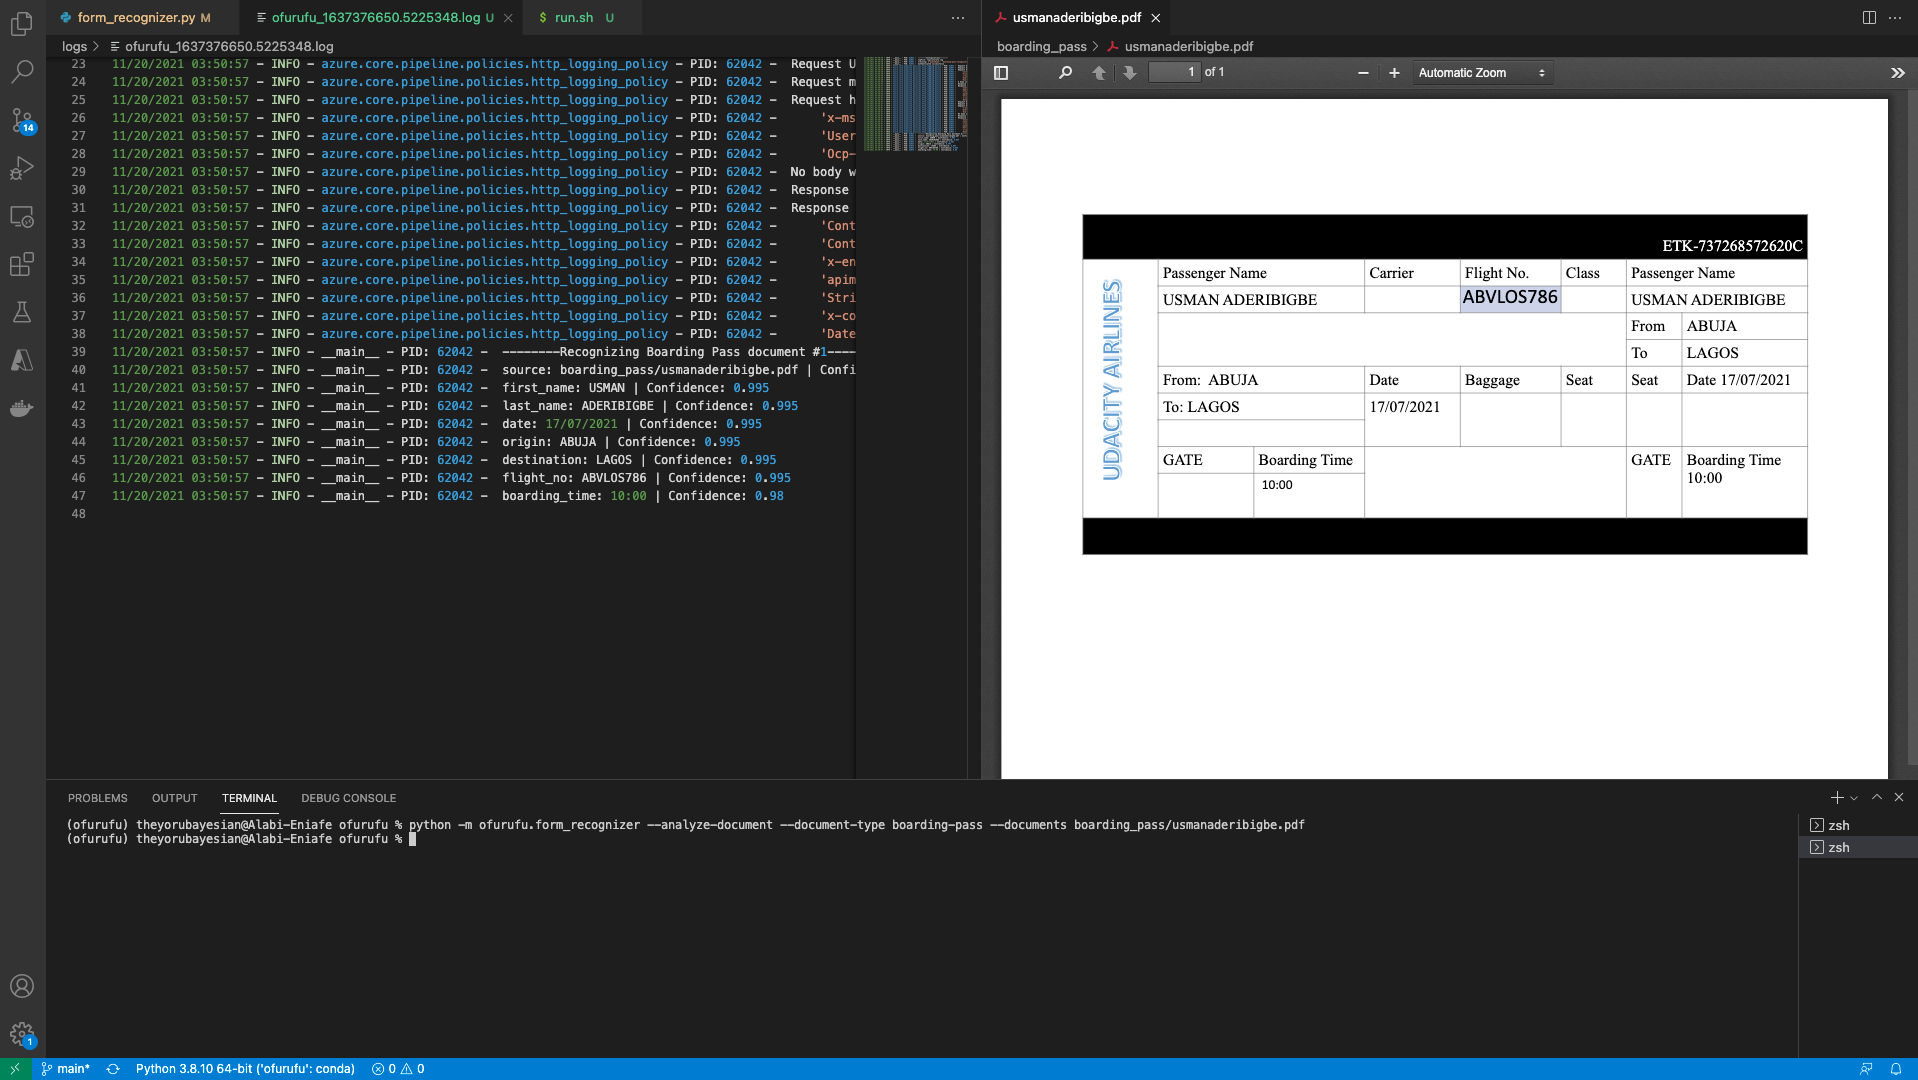 form_recognizer.py M
ofurufu_1637376650.5225348.log U
$ run.sh U
logs > ofurufu_1637376650.5225348.log
23 11/20/2021 03:50:57 - INFO - azure.core.pipeline.policies.http_logging_policy - PID: 62042 - Request U
24 11/20/2021 03:50:57 - INFO - azure.core.pipeline.policies.http_logging_policy - PID: 62042 - Request m
25 11/20/2021 03:50:57 - INFO - azure.core.pipeline.policies.http_logging_policy - PID: 62042 - Request h
26 11/20/2021 03:50:57 - INFO - azure.core.pipeline.policies.http_logging_policy - PID: 62042 - 'x-ms
27 11/20/2021 03:50:57 - INFO - azure.core.pipeline.policies.http_logging_policy - PID: 62042 - 'User
28 11/20/2021 03:50:57 - INFO - azure.core.pipeline.policies.http_logging_policy - PID: 62042 - 'Ocp-
29 11/20/2021 03:50:57 - INFO - azure.core.pipeline.policies.http_logging_policy - PID: 62042 - No body w
30 11/20/2021 03:50:57 - INFO - azure.core.pipeline.policies.http_logging_policy - PID: 62042 - Response
31 11/20/2021 03:50:57 - INFO - azure.core.pipeline.policies.http_logging_policy - PID: 62042 - Response
32 11/20/2021 03:50:57 - INFO - azure.core.pipeline.policies.http_logging_policy - PID: 62042 - 'Cont
33 11/20/2021 03:50:57 - INFO - azure.core.pipeline.policies.http_logging_policy - PID: 62042 - 'Cont
34 11/20/2021 03:50:57 - INFO - azure.core.pipeline.policies.http_logging_policy - PID: 62042 - 'x-en
35 11/20/2021 03:50:57 - INFO - azure.core.pipeline.policies.http_logging_policy - PID: 62042 - 'apim
36 11/20/2021 03:50:57 - INFO - azure.core.pipeline.policies.http_logging_policy - PID: 62042 - 'Stri
37 11/20/2021 03:50:57 - INFO - azure.core.pipeline.policies.http_logging_policy - PID: 62042 - 'x-co
38 11/20/2021 03:50:57 - INFO - azure.core.pipeline.policies.http_logging_policy - PID: 62042 - 'Date
39 11/20/2021 03:50:57 - INFO - __main__ - PID: 62042 - --------Recognizing Boarding Pass document #1----
40 11/20/2021 03:50:57 - INFO - __main__ - PID: 62042 - source: boarding_pass/usmanaderibigbe.pdf | Confi
41 11/20/2021 03:50:57 - INFO - __main__ - PID: 62042 - first_name: USMAN | Confidence: 0.995
42 11/20/2021 03:50:57 - INFO - __main__ - PID: 62042 - last_name: ADERIBIGBE | Confidence: 0.995
43 11/20/2021 03:50:57 - INFO - __main__ - PID: 62042 - date: 17/07/2021 | Confidence: 0.995
44 11/20/2021 03:50:57 - INFO - __main__ - PID: 62042 - origin: ABUJA | Confidence: 0.995
45 11/20/2021 03:50:57 - INFO - __main__ - PID: 62042 - destination: LAGOS | Confidence: 0.995
46 11/20/2021 03:50:57 - INFO - __main__ - PID: 62042 - flight_no: ABVLOS786 | Confidence: 0.995
47 11/20/2021 03:50:57 - INFO - __main__ - PID: 62042 - boarding_time: 10:00 | Confidence: 0.98
48
usmanaderibigbe.pdf
boarding_pass > usmanaderibigbe.pdf
1 of 1
Automatic Zoom
ETK-737268572620C
UDACITY AIRLINES
Passenger Name Carrier Flight No. Class Passenger Name
USMAN ADERIBIGBE ABVLOS786 USMAN ADERIBIGBE
From ABUJA
To LAGOS
From: ABUJA Date Baggage Seat Seat Date 17/07/2021
To: LAGOS 17/07/2021
GATE Boarding Time GATE Boarding Time
10:00 10:00
PROBLEMS OUTPUT TERMINAL DEBUG CONSOLE
(ofurufu) theyorubayesian@Alabi-Eniafe ofurufu % python -m ofurufu.form_recognizer --analyze-document --document-type boarding-pass --documents boarding_pass/usmanaderibigbe.pdf
(ofurufu) theyorubayesian@Alabi-Eniafe ofurufu %
zsh
zsh
14
1
main* Python 3.8.10 64-bit ('ofurufu': conda) 0 0